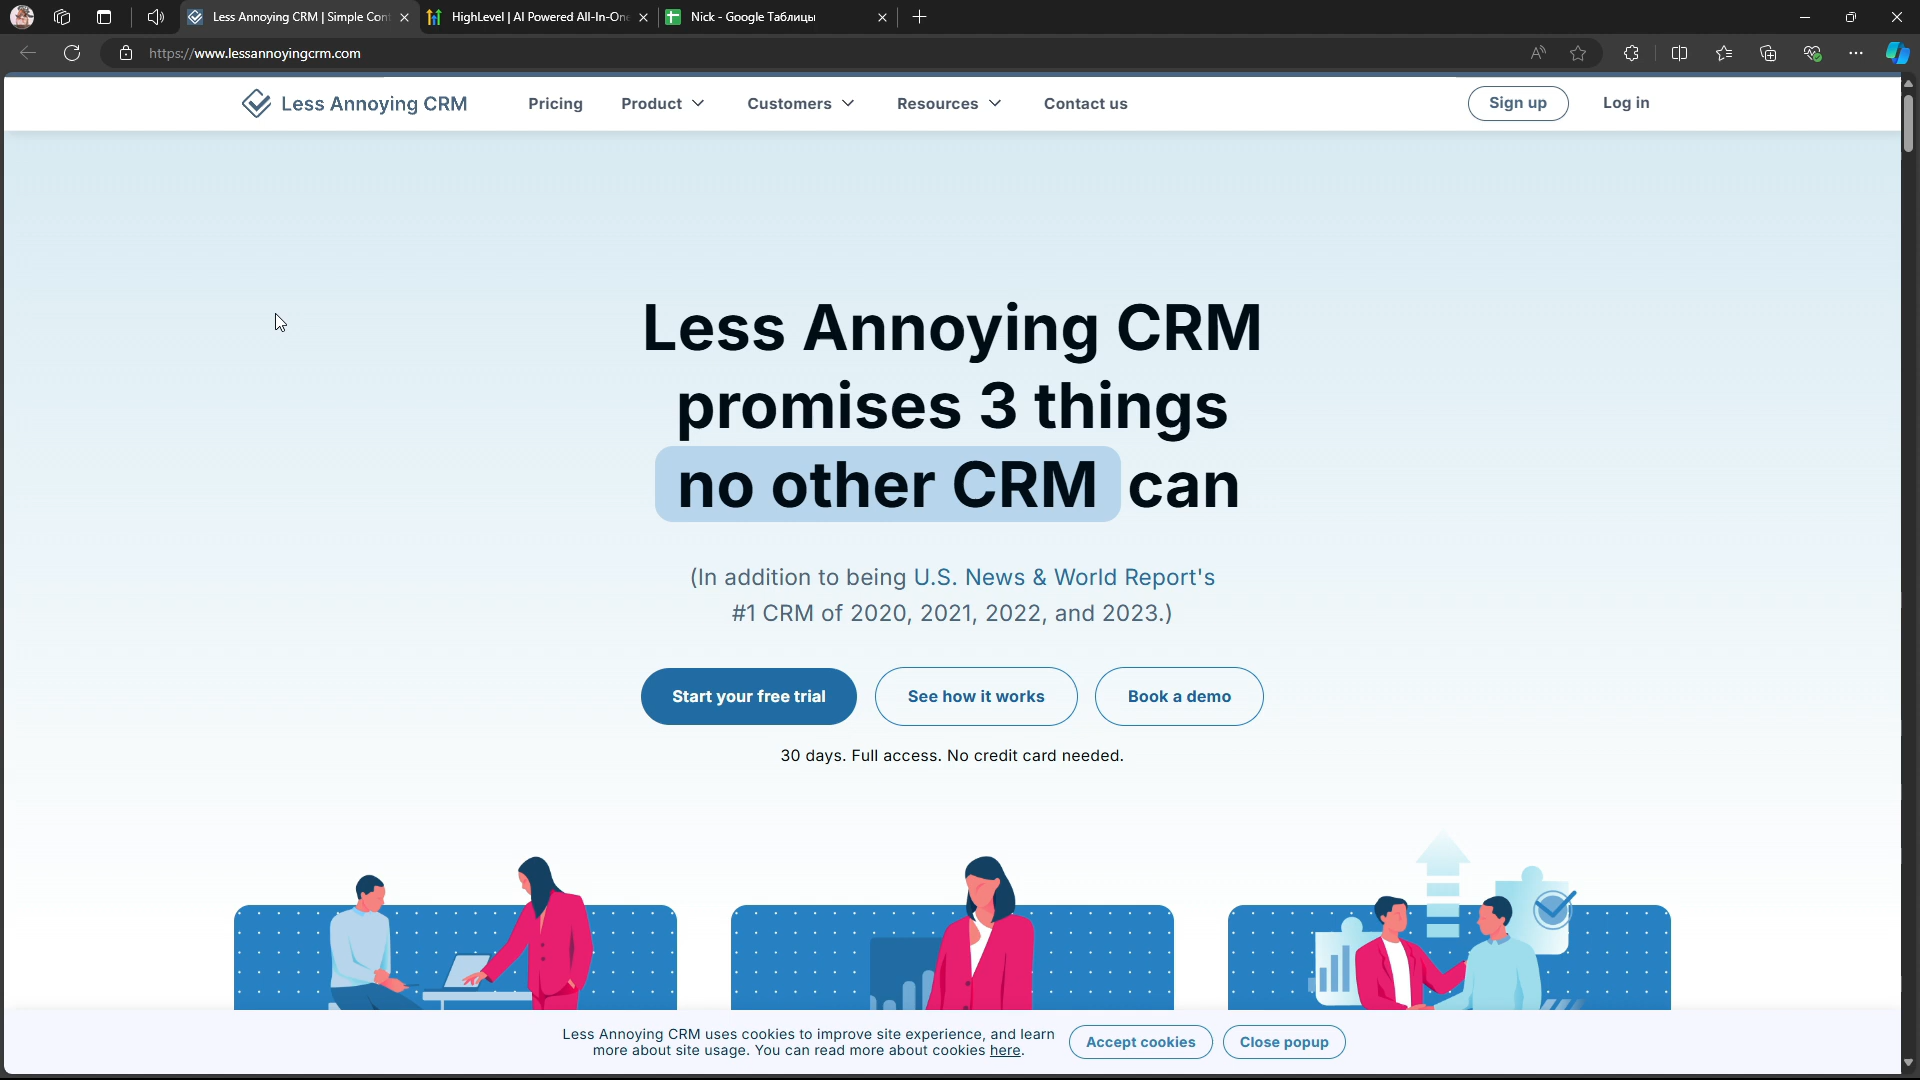 Less Annoying CRM | Simple Cont
HighLevel | AI Powered All-In-On
Nick - Google Таблицы
https://www.lessannoyingcrm.com
Less Annoying CRM
Pricing
Product
Customers
Resources
Contact us
Sign up
Log in
Less Annoying CRM
promises 3 things
no other CRM can
(In addition to being U.S. News & World Report's
#1 CRM of 2020, 2021, 2022, and 2023.)
Start your free trial
See how it works
Book a demo
30 days. Full access. No credit card needed.
Less Annoying CRM uses cookies to improve site experience, and learn
more about site usage. You can read more about cookies here.
Accept cookies
Close popup